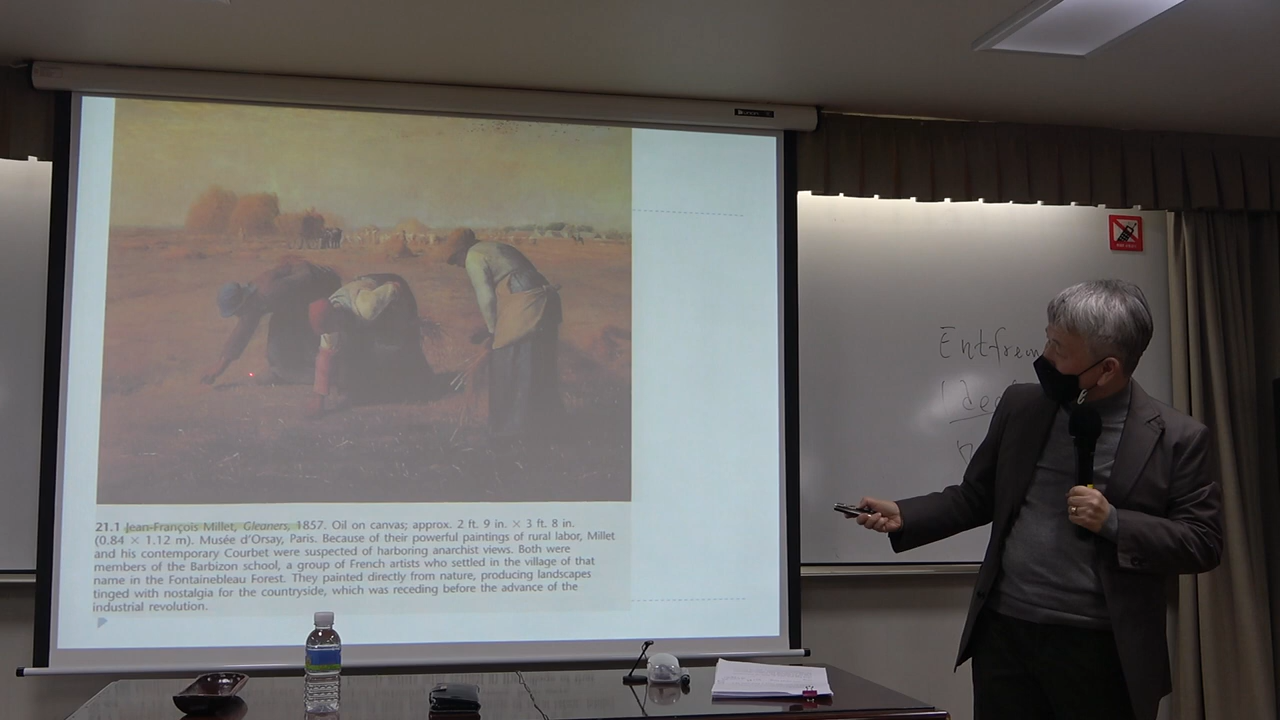 21.1 Jean-François Millet, Gleaners, 1857. Oil on canvas; approx. 2 ft. 9 in. × 3 ft. 8 in.
(0.84 × 1.12 m). Musée d'Orsay, Paris. Because of their powerful paintings of rural labor, Millet
and his contemporary Courbet were suspected of harboring anarchist views. Both were
members of the Barbizon school, a group of French artists who settled in the village of that
name in the Fontainebleau Forest. They painted directly from nature, producing landscapes
tinged with nostalgia for the countryside, which was receding before the advance of the
industrial revolution.
Entfrem